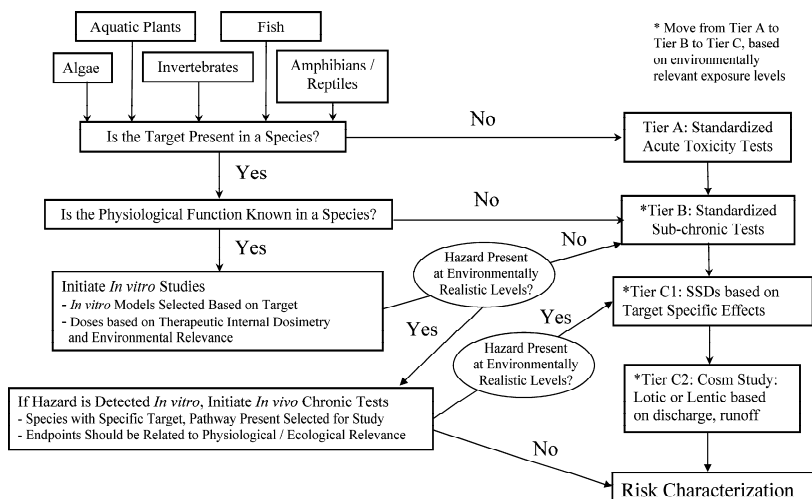 Aquatic Plants
Fish
* Move from Tier A to
Tier B to Tier C, based
on environmentally
relevant exposure levels
Algae
Invertebrates
Amphibians /
Reptiles
Is the Target Present in a Species?
No
Tier A: Standardized
Acute Toxicity Tests
Yes
Is the Physiological Function Known in a Species?
No
*Tier B: Standardized
Sub-chronic Tests
Yes
No
Hazard Present
at Environmentally
Realistic Levels?
Initiate In vitro Studies
- In vitro Models Selected Based on Target
- Doses based on Therapeutic Internal Dosimetry
and Environmental Relevance
*Tier C1: SSDs based on
Target Specific Effects
Yes
Yes
Hazard Present
at Environmentally
Realistic Levels?
*Tier C2: Cosm Study:
Lotic or Lentic based
on discharge, runoff
If Hazard is Detected In vitro, Initiate In vivo Chronic Tests
- Species with Specific Target, Pathway Present Selected for Study
- Endpoints Should be Related to Physiological / Ecological Relevance
No
Risk Characterization